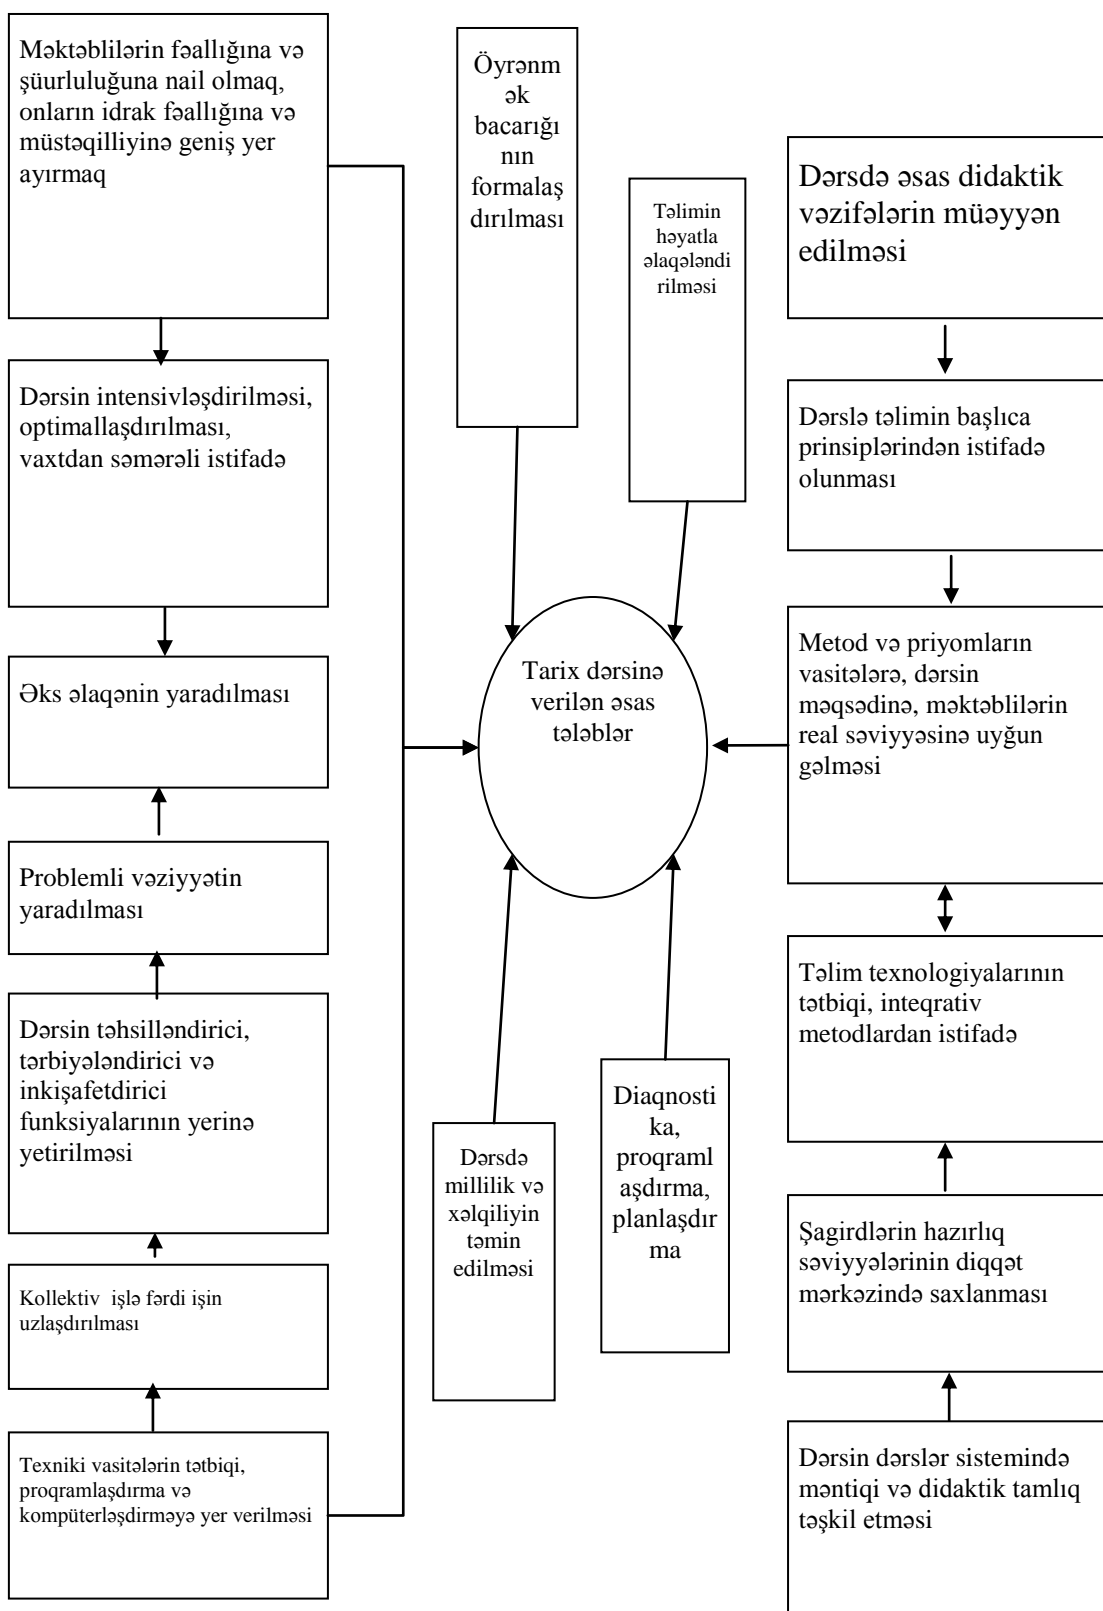 Məktəblilərin fəallığına və
şüurluluğuna nail olmaq,
onların idrak fəallığına və
müstəqilliyinə geniş yer
ayırmaq
Dərsin intensivləşdirilməsi,
optimallaşdırılması,
vaxtdan səmərəli istifadə
Əks əlaqənin yaradılması
Problemli vəziyyətin
yaradılması
Dərsin təhsilləndirici,
tərbiyələndirici və
inkişafetdirici
funksiyalarının yerinə
yetirilməsi
Kollektiv işlə fərdi işin
uzlaşdırılması
Texniki vasitələrin tətbiqi,
proqramlaşdırma və
kompüterləşdirməyə yer verilməsi
Öyrənm
ək
bacarığı
nın
formalaş
dırılması
Təlimin
həyatla
əlaqələndi
rilməsi
Tarix dərsinə
verilən əsas
tələblər
Dərsdə
millilik və
xəlqiliyin
təmin
edilməsi
Diaqnosti
ka,
proqraml
aşdırma,
planlaşdır
ma
Dərsdə əsas didaktik
vəzifələrin müəyyən
edilməsi
Dərslə təlimin başlıca
prinsiplərindən istifadə
olunması
Metod və priyomların
vasitələrə, dərsin
məqsədinə, məktəblilərin
real səviyyəsinə uyğun
gəlməsi
Təlim texnologiyalarının
tətbiqi, inteqrativ
metodlardan istifadə
Şagirdlərin hazırlıq
səviyyələrinin diqqət
mərkəzində saxlanması
Dərsin dərslər sistemində
məntiqi və didaktik tamlıq
təşkil etməsi